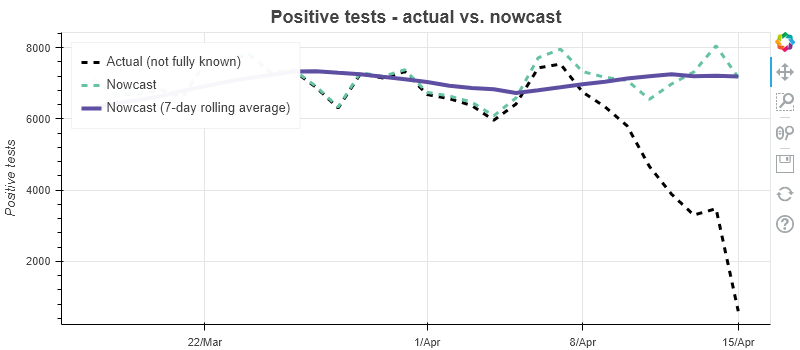 Positive tests - actual vs. nowcast
Actual (not fully known)
Nowcast
Nowcast (7-day rolling average)
Positive tests
8000
6000
4000
2000
22/Mar
1/Apr
8/Apr
15/Apr